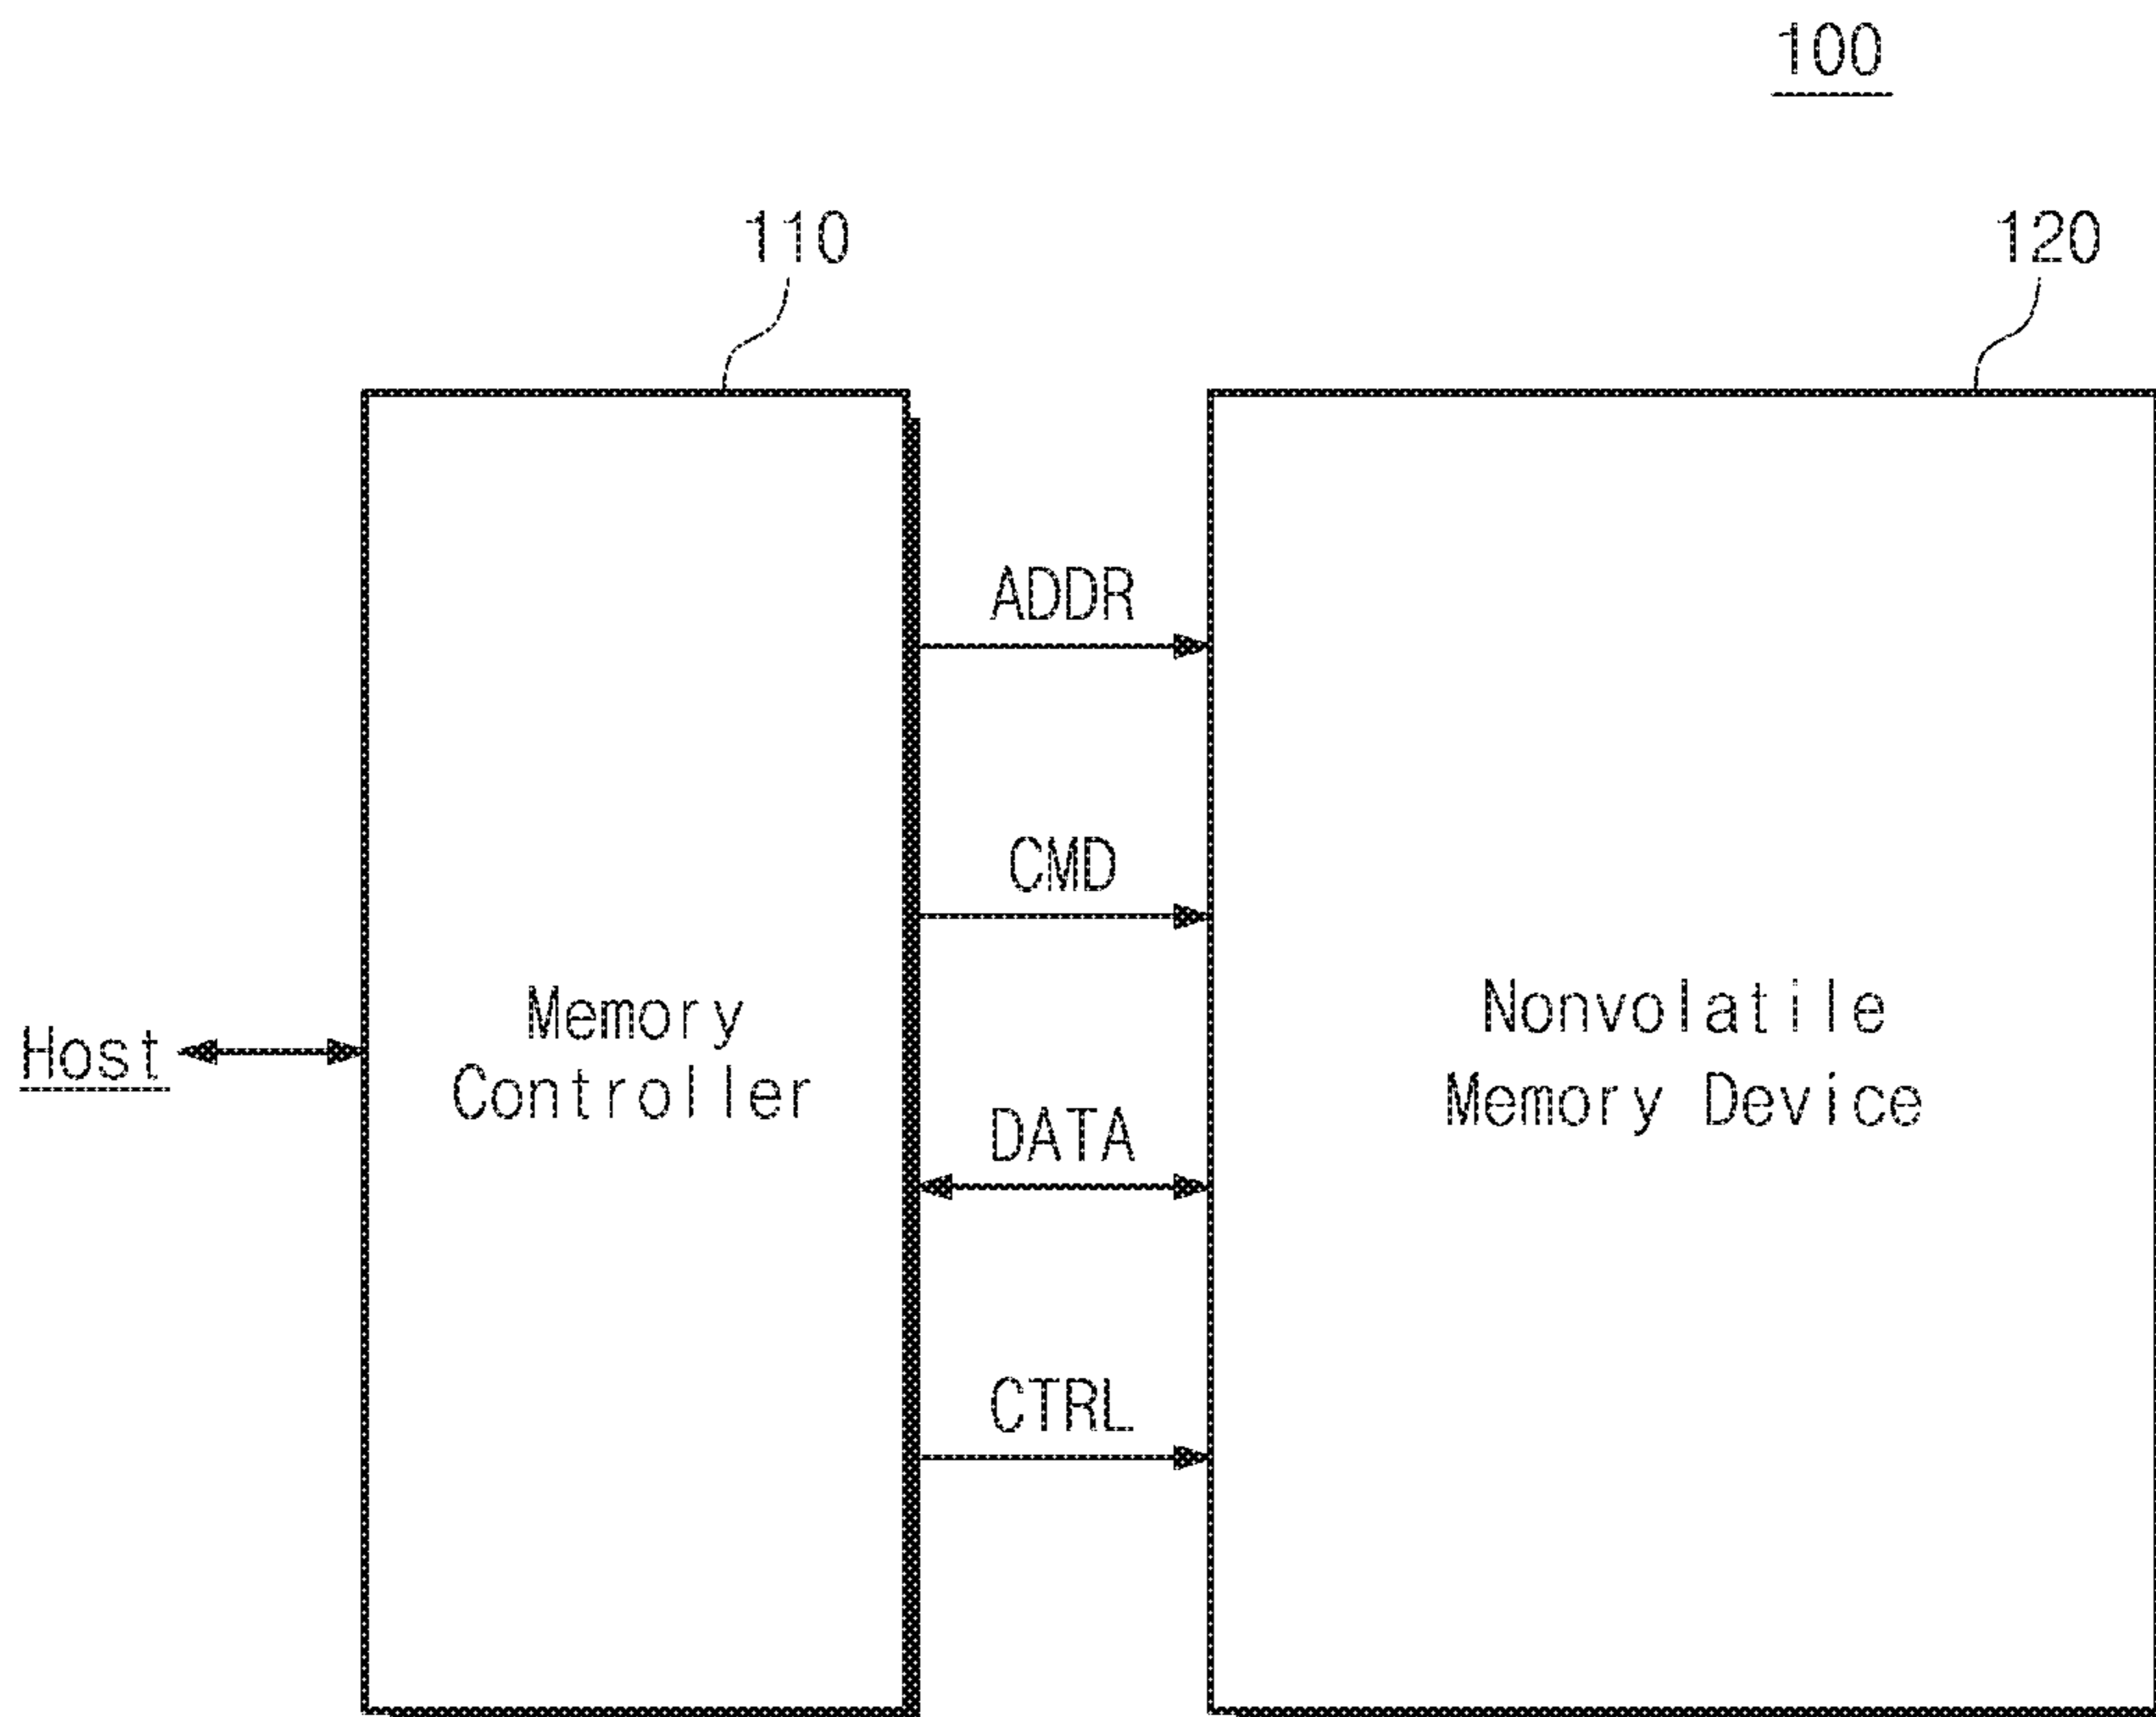 100
110
120
ADDR
CMD
Host
Memory
Controller
DATA
Nonvolatile
Memory Device
CTRL